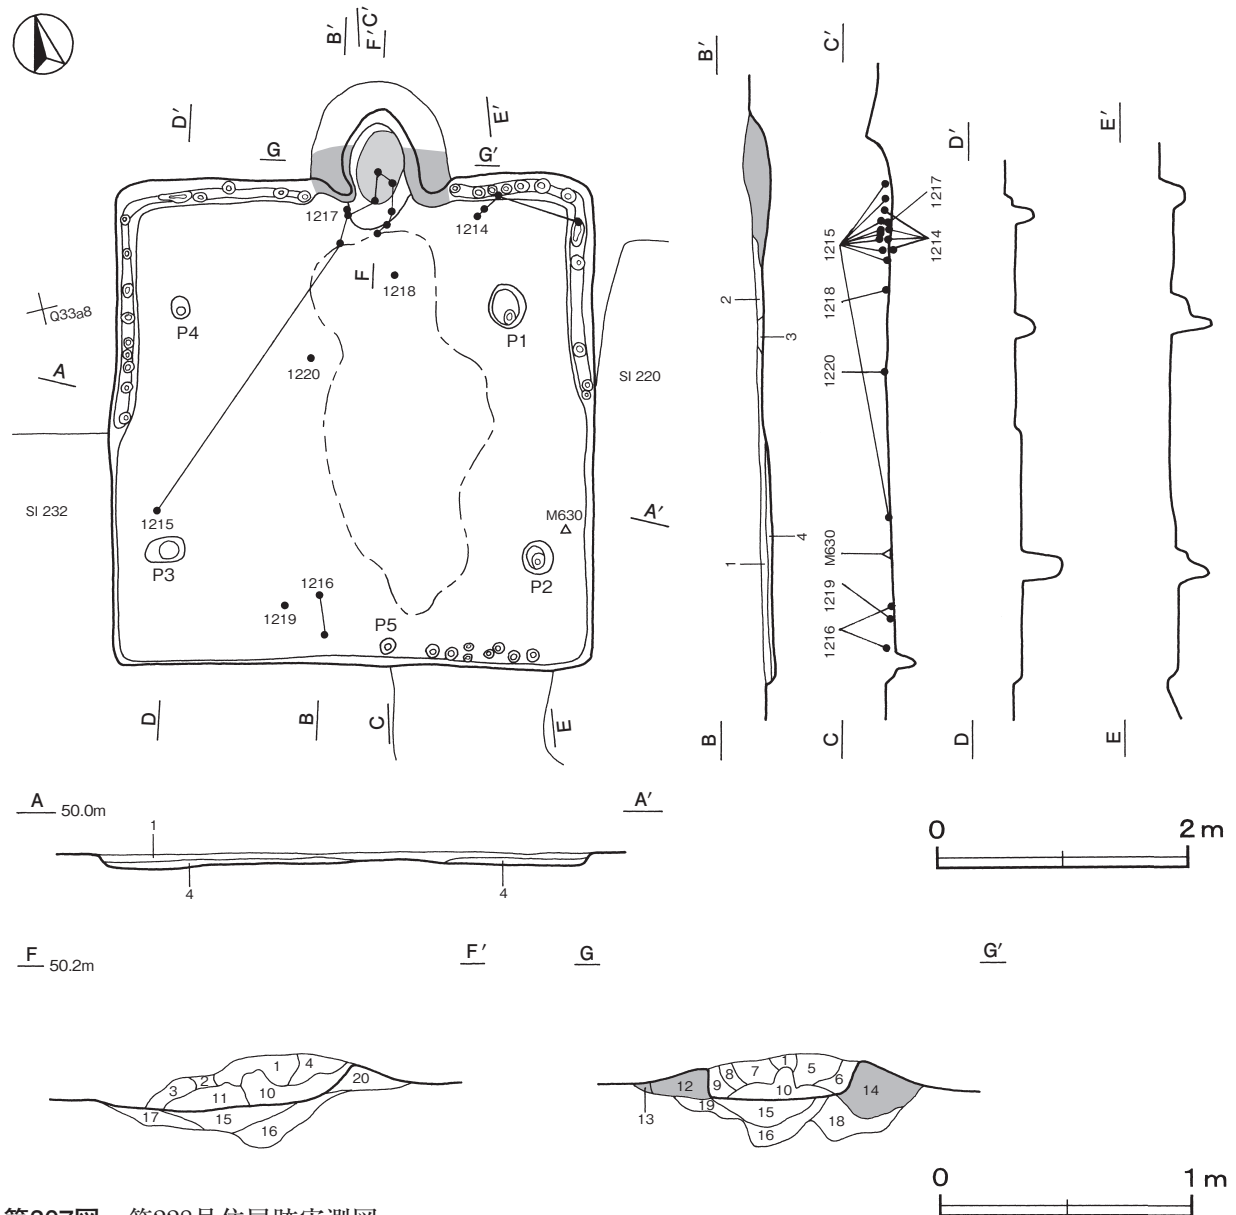 B′
C′
F′
D′
E′
G
G′
1217
1214
F
1218
Q33a8
P4
P1
1220
A
SI 220
SI 232
1215
M630
A′
P3
P2
1216
1219
P5
D
B
C
E
B′
C′
D′
E′
2
3
4
1
1217
1215
1214
1218
1220
M630
1219
1216
B
C
D
E
A 50.0m
A′
1
4
4
0 2 m
F 50.2m
F′
G
G′
1
4
2
3
11
10
20
17
15
16
1
5
7
8
6
12
9
10
14
13
19
15
18
16
0 1 m